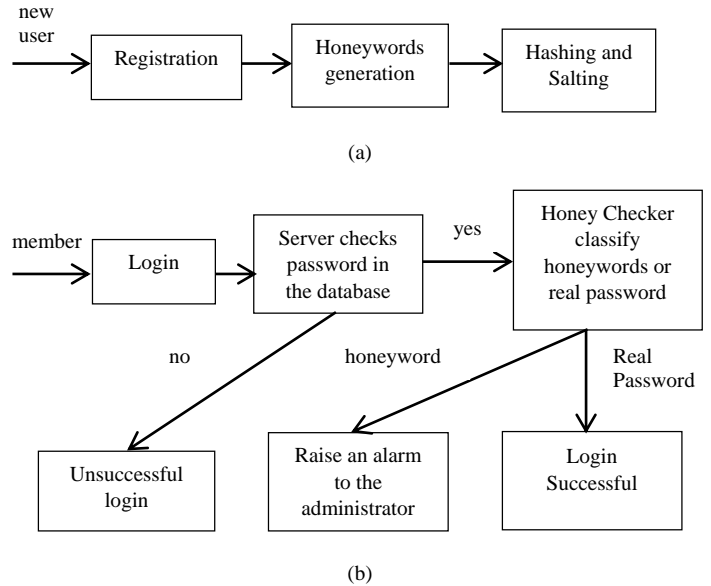 new
user
Registration
Honeywords
generation
Hashing and
Salting
(a)
member
Login
Server checks
password in
the database
yes
Honey Checker
classify
honeywords or
real password
no
honeyword
Real
Password
Unsuccessful
login
Raise an alarm
to the
administrator
Login
Successful
(b)